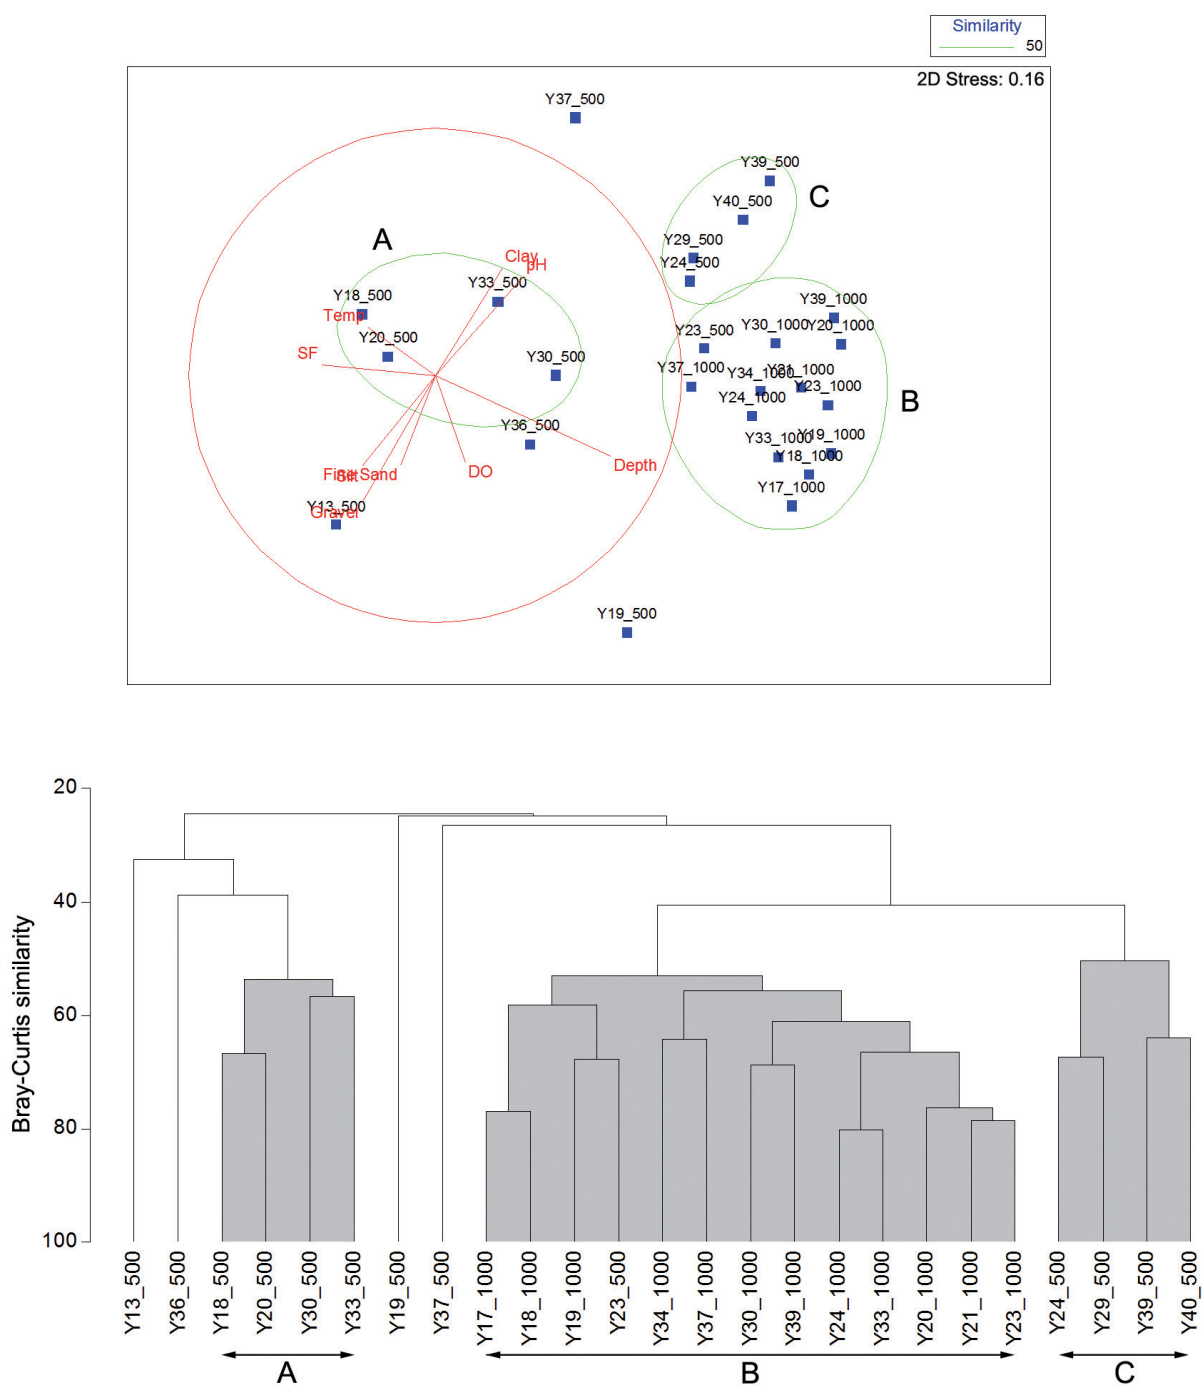 Similarity
50
2D Stress: 0.16
Y37_500
Y39_500
C
Y40_500
A
Clay
pH
Y29_500
Y24_500
Y33_500
Y18_500
Temp
Y39_1000
Y23_500
Y30_1000
Y20_1000
Y20_500
SF
Y30_500
Y37_1000
Y34_1000
Y21_1000
Y23_1000
B
Y24_1000
Y36_500
Y33_1000
Y19_1000
Depth
Fine Sand
Silt
DO
Y18_1000
Y17_1000
Y13_500
Gravel
Y19_500
20
40
60
80
100
Bray-Curtis similarity
Y13_500
Y36_500
Y18_500
Y20_500
Y30_500
Y33_500
Y19_500
Y37_500
Y17_1000
Y18_1000
Y19_1000
Y23_500
Y34_1000
Y37_1000
Y30_1000
Y39_1000
Y24_1000
Y33_1000
Y20_1000
Y21_1000
Y23_1000
Y24_500
Y29_500
Y39_500
Y40_500
A
B
C